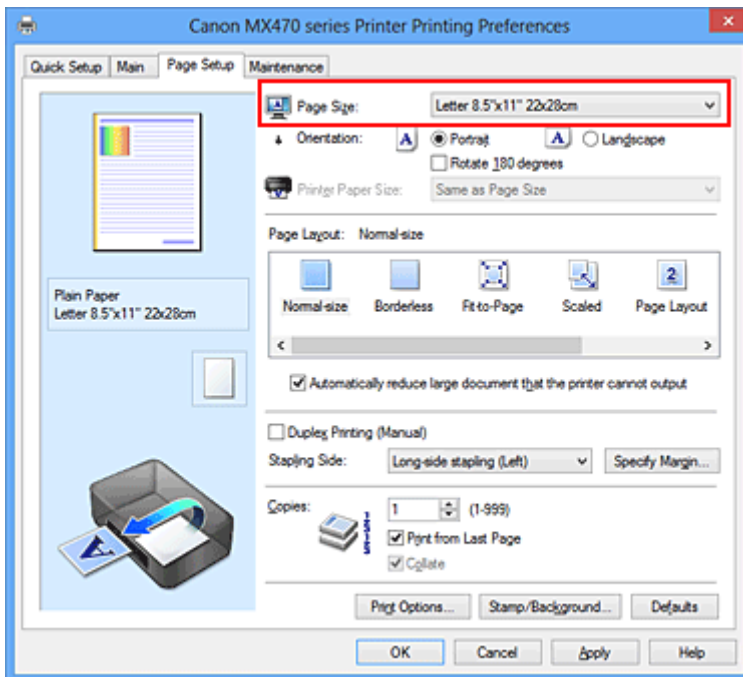 Canon MX470 series Printer Printing Preferences
Quick Setup Main Page Setup Maintenance
Page Size: Letter 8.5"x11" 22x28cm
Orientation: A Portrait A Landscape
Rotate 180 degrees
Printer Paper Size: Same as Page Size
Page Layout: Normal-size
2
Normal-size Borderless Fit-to-Page Scaled Page Layout
Plain Paper
Letter 8.5"x11" 22x28cm
Automatically reduce large document that the printer cannot output
Duplex Printing (Manual)
Stapling Side: Long-side stapling (Left) Specify Margin...
Copies: 1 (1-999)
Print from Last Page
Collate
A
Print Options... Stamp/Background... Defaults
OK Cancel Apply Help